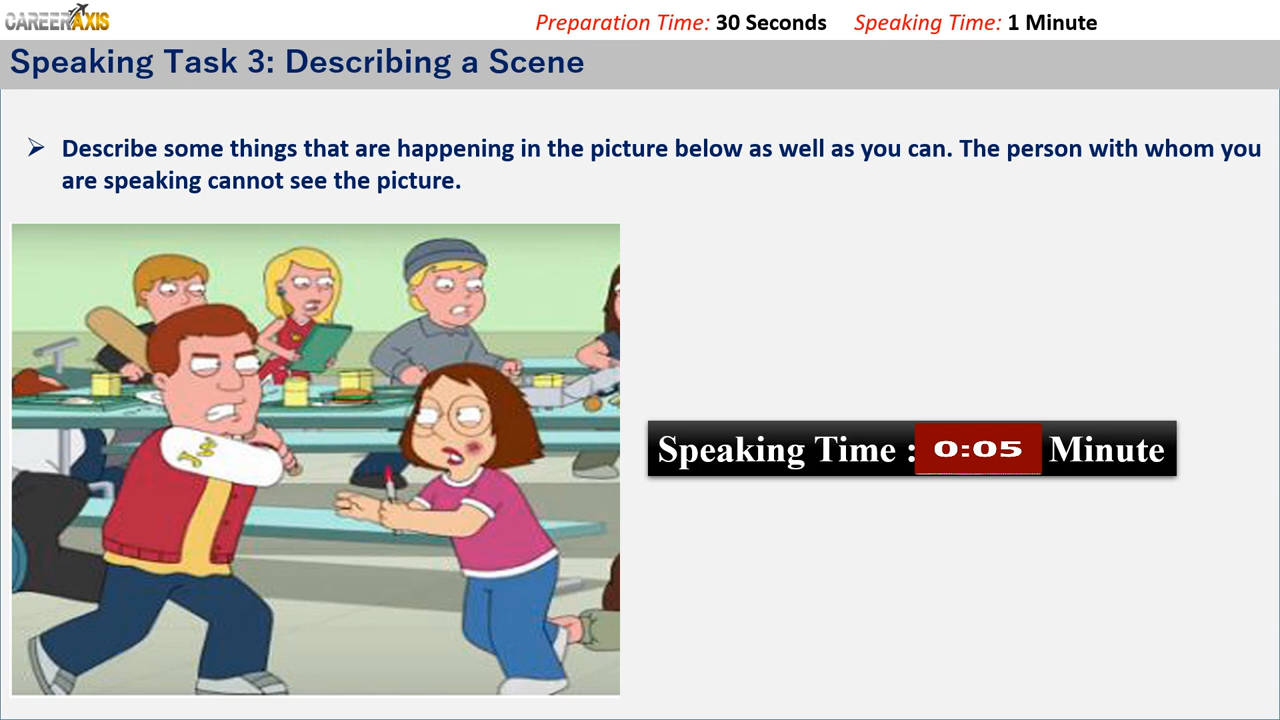 CAREERAXIS
Preparation Time: 30 Seconds Speaking Time: 1 Minute
Speaking Task 3: Describing a Scene
Describe some things that are happening in the picture below as well as you can. The person with whom you
are speaking cannot see the picture.
JW
Speaking Time : 0:05 Minute